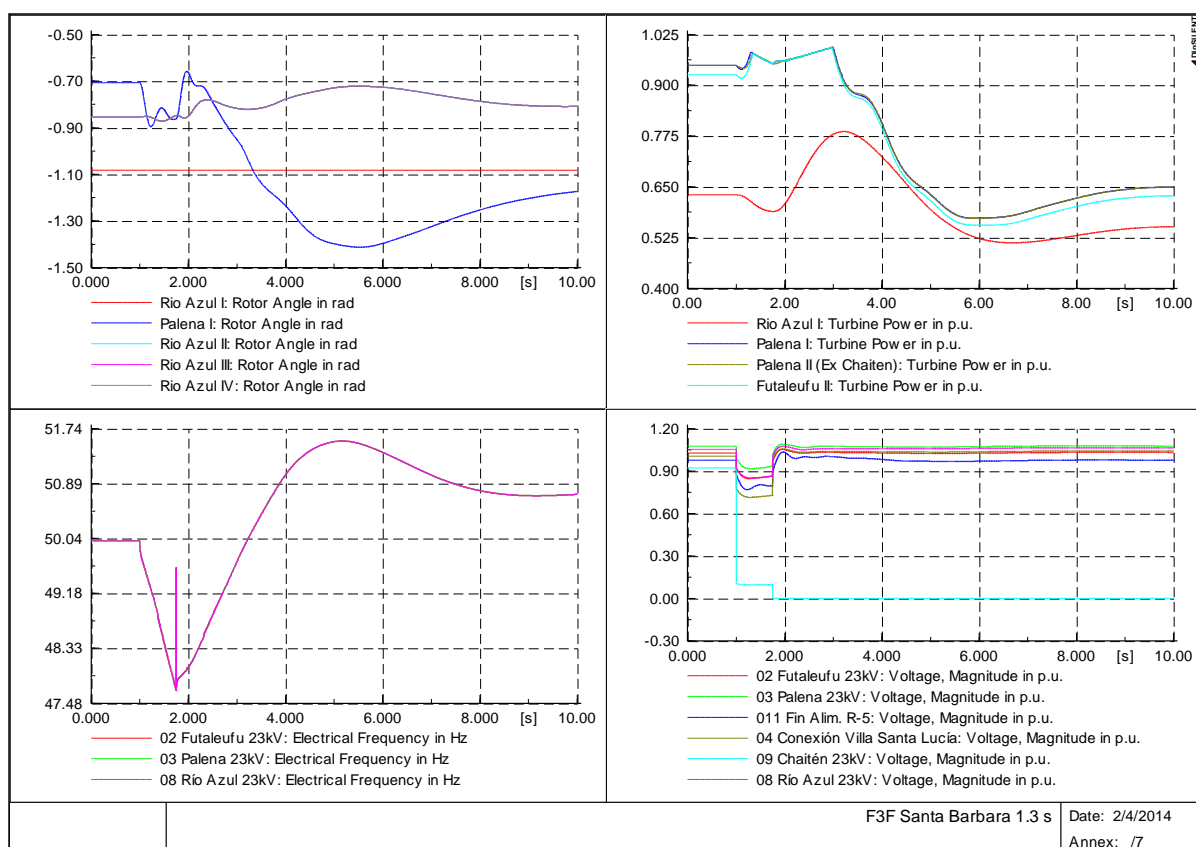 -0.50
-0.70
-0.90
-1.10
-1.30
-1.50
0.000 2.000 4.000 6.000 8.000 [s] 10.00
Rio Azul I: Rotor Angle in rad
Palena I: Rotor Angle in rad
Rio Azul II: Rotor Angle in rad
Rio Azul III: Rotor Angle in rad
Rio Azul IV: Rotor Angle in rad
1.025
0.900
0.775
0.650
0.525
0.400
0.00 2.00 4.00 6.00 8.00 [s] 10.00
Rio Azul I: Turbine Power in p.u.
Palena I: Turbine Power in p.u.
Palena II (Ex Chaiten): Turbine Power in p.u.
Futaleufu II: Turbine Power in p.u.
DIgSILENT
51.74
50.89
50.04
49.18
48.33
47.48
0.000 2.000 4.000 6.000 8.000 [s] 10.00
02 Futaleufu 23kV: Electrical Frequency in Hz
03 Palena 23kV: Electrical Frequency in Hz
08 Río Azul 23kV: Electrical Frequency in Hz
1.20
0.90
0.60
0.30
0.00
-0.30
0.000 2.000 4.000 6.000 8.000 [s] 10.00
02 Futaleufu 23kV: Voltage, Magnitude in p.u.
03 Palena 23kV: Voltage, Magnitude in p.u.
011 Fin Alim. R-5: Voltage, Magnitude in p.u.
04 Conexión Villa Santa Lucía: Voltage, Magnitude in p.u.
09 Chaitén 23kV: Voltage, Magnitude in p.u.
08 Río Azul 23kV: Voltage, Magnitude in p.u.
F3F Santa Barbara 1.3 s
Date: 2/4/2014
Annex: /7